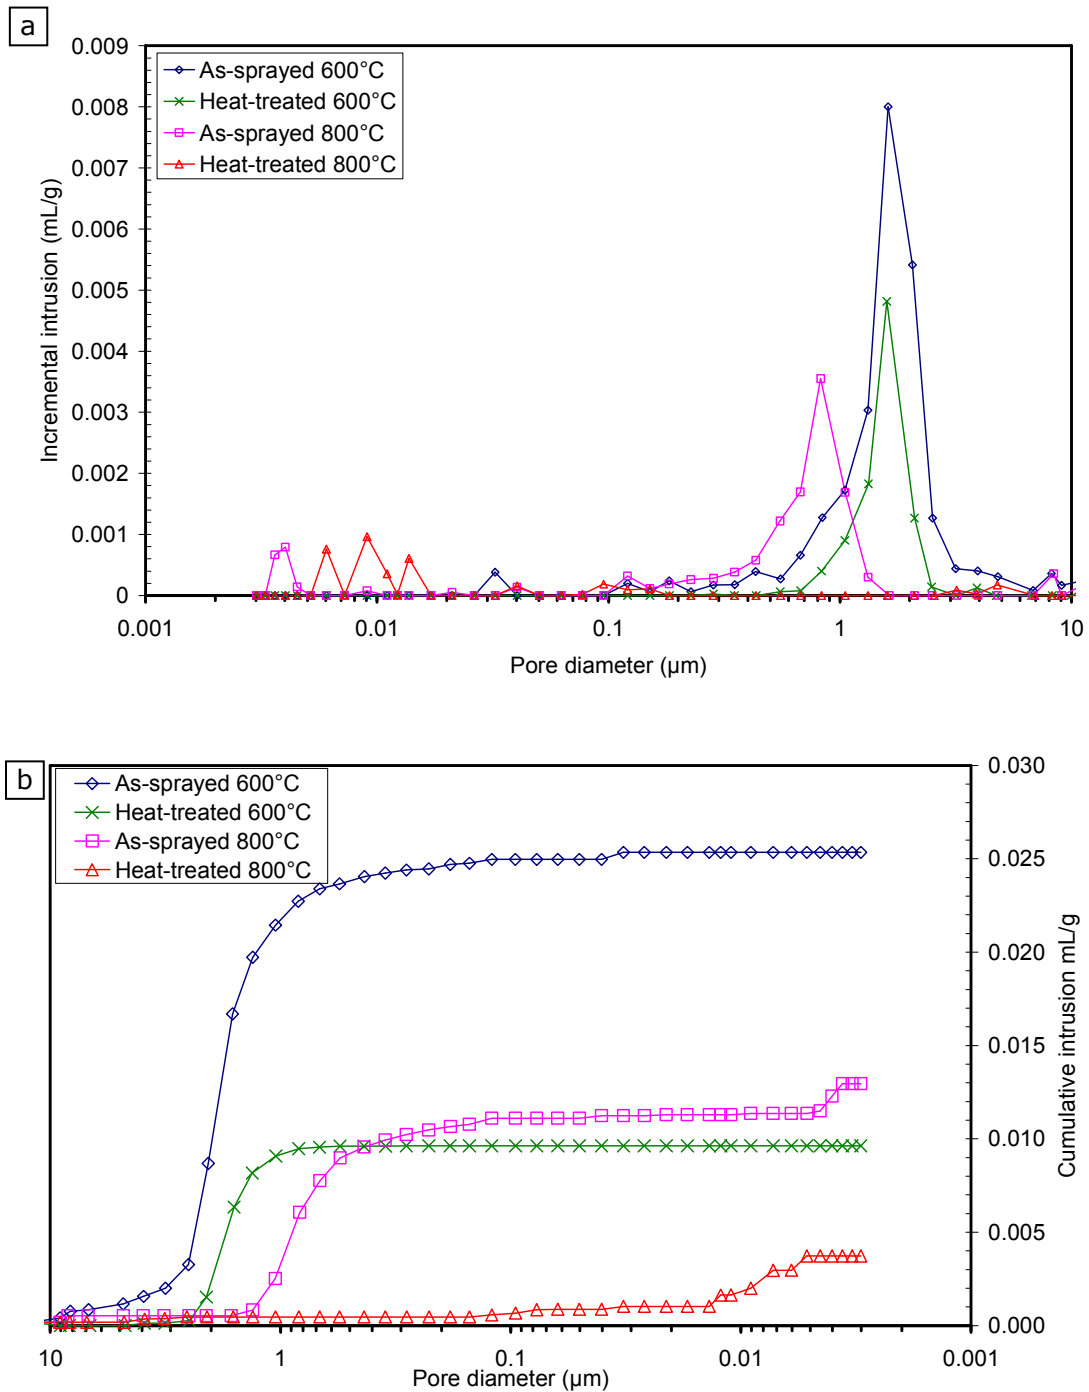 a
0.009
0.008
0.007
0.006
0.005
0.004
0.003
0.002
0.001
0
Incremental intrusion (mL/g)
As-sprayed 600°C
Heat-treated 600°C
As-sprayed 800°C
Heat-treated 800°C
0.001 0.01 0.1 1 10
Pore diameter (µm)
b
As-sprayed 600°C
Heat-treated 600°C
As-sprayed 800°C
Heat-treated 800°C
0.030
0.025
0.020
0.015
0.010
0.005
0.000
Cumulative intrusion mL/g
10 1 0.1 0.01 0.001
Pore diameter (µm)